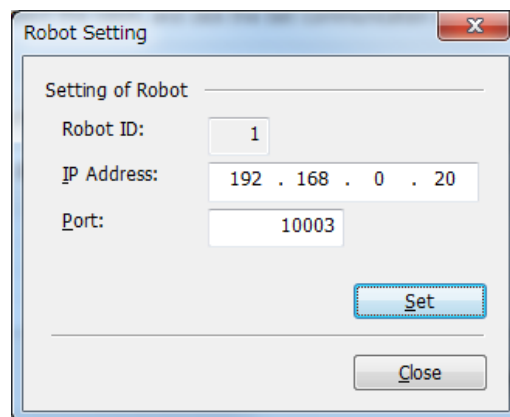 Robot Setting
Setting of Robot
Robot ID: 1
IP Address: 192 . 168 . 0 . 20
Port: 10003
Set
Close